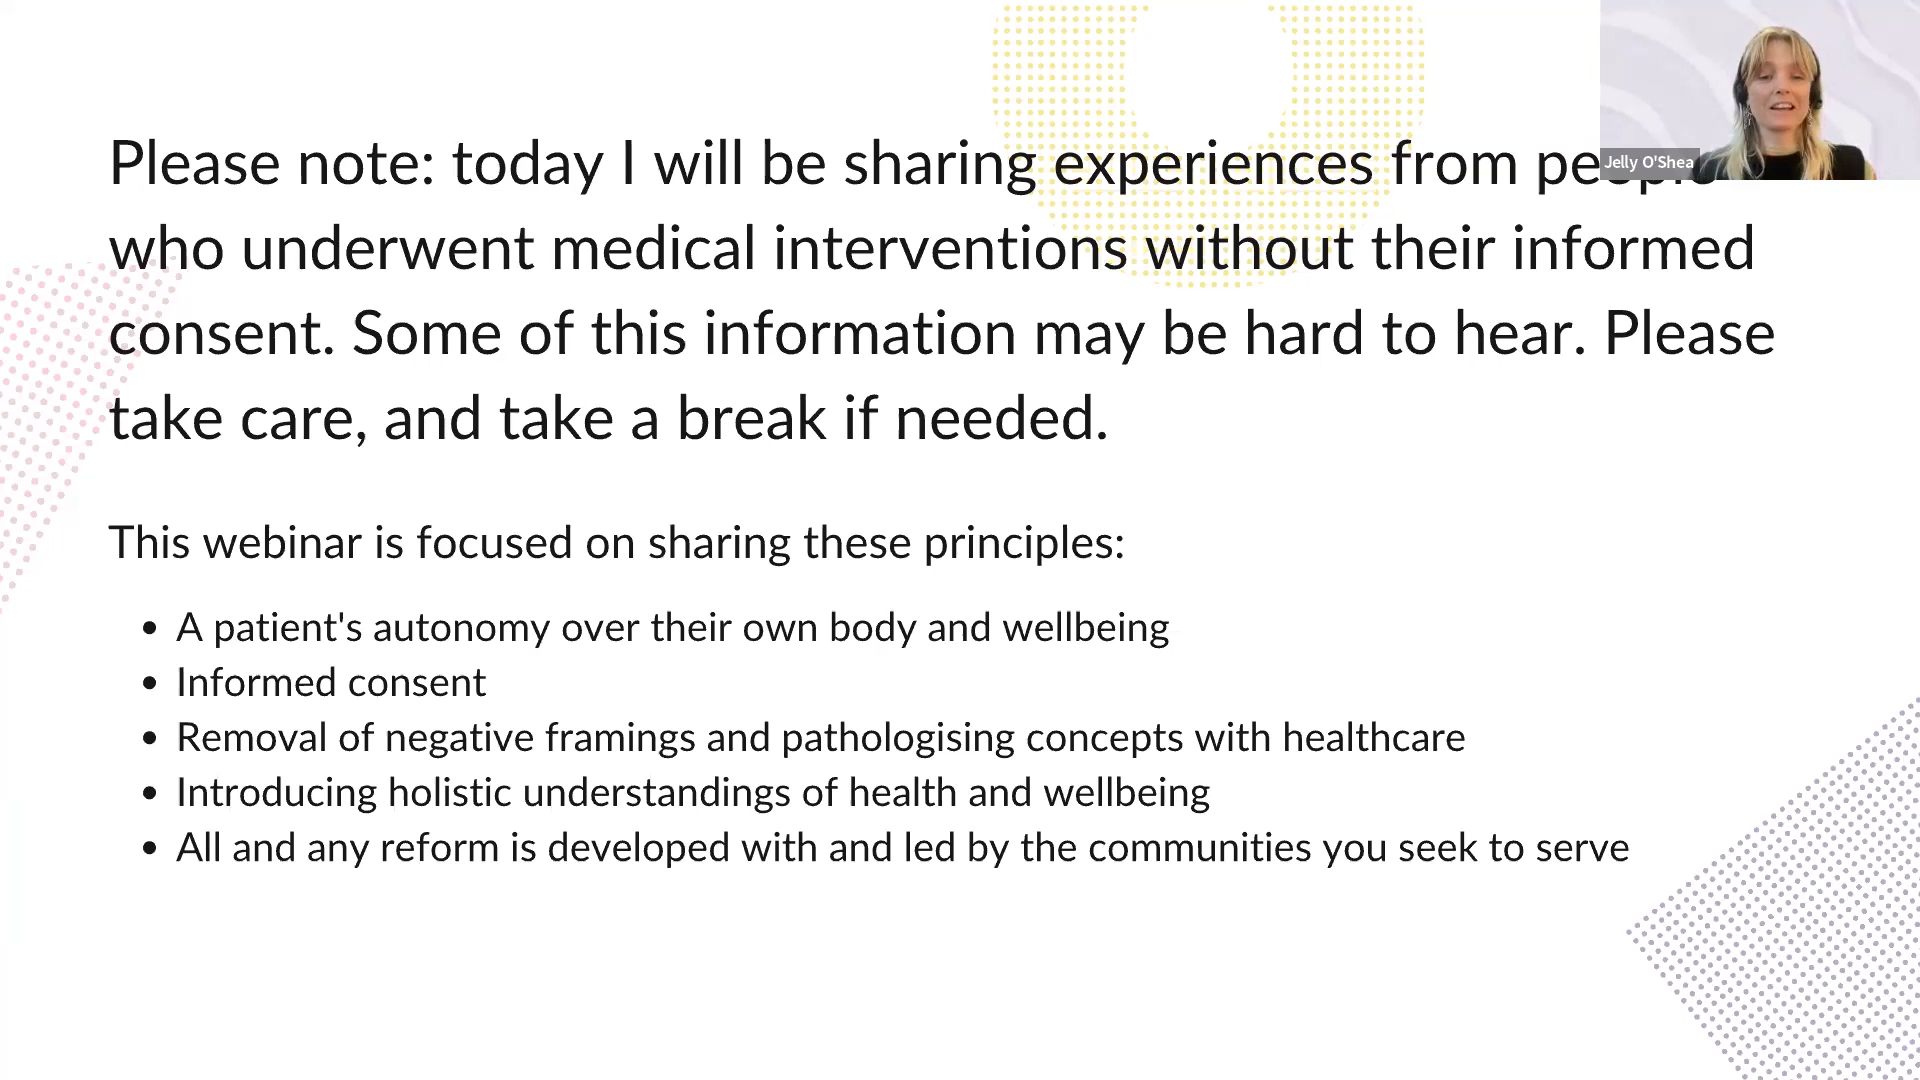 Please note: today I will be sharing experiences from people
Jelly O'Shea
who underwent medical interventions without their informed
consent. Some of this information may be hard to hear. Please
take care, and take a break if needed.
This webinar is focused on sharing these principles:
• A patient's autonomy over their own body and wellbeing
• Informed consent
• Removal of negative framings and pathologising concepts with healthcare
• Introducing holistic understandings of health and wellbeing
• All and any reform is developed with and led by the communities you seek to serve